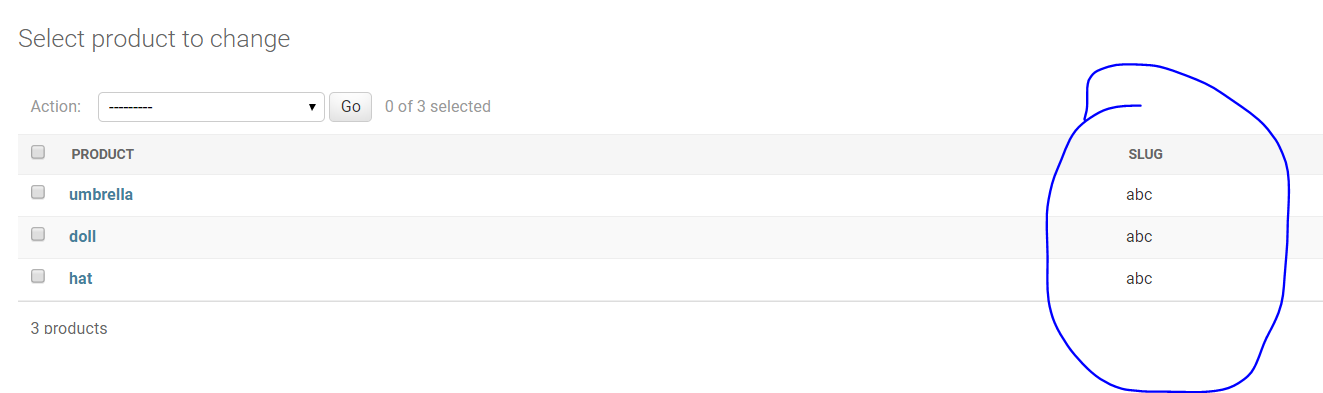 Select product to change
Action: --------- Go 0 of 3 selected
PRODUCT SLUG
umbrella abc
doll abc
hat abc
3 products